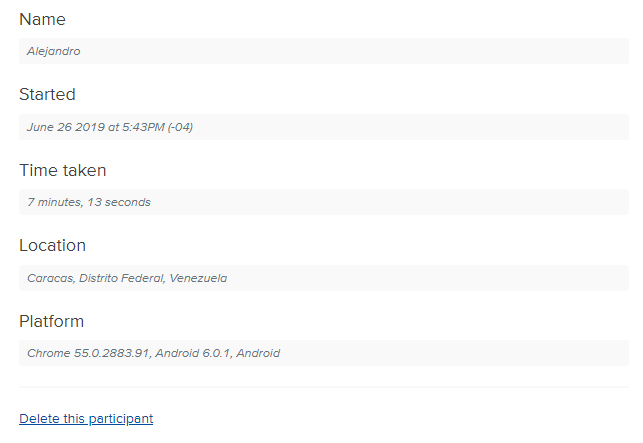 Name
Alejandro
Started
June 26 2019 at 5:43PM (-04)
Time taken
7 minutes, 13 seconds
Location
Caracas, Distrito Federal, Venezuela
Platform
Chrome 55.0.2883.91, Android 6.0.1, Android
Delete this participant